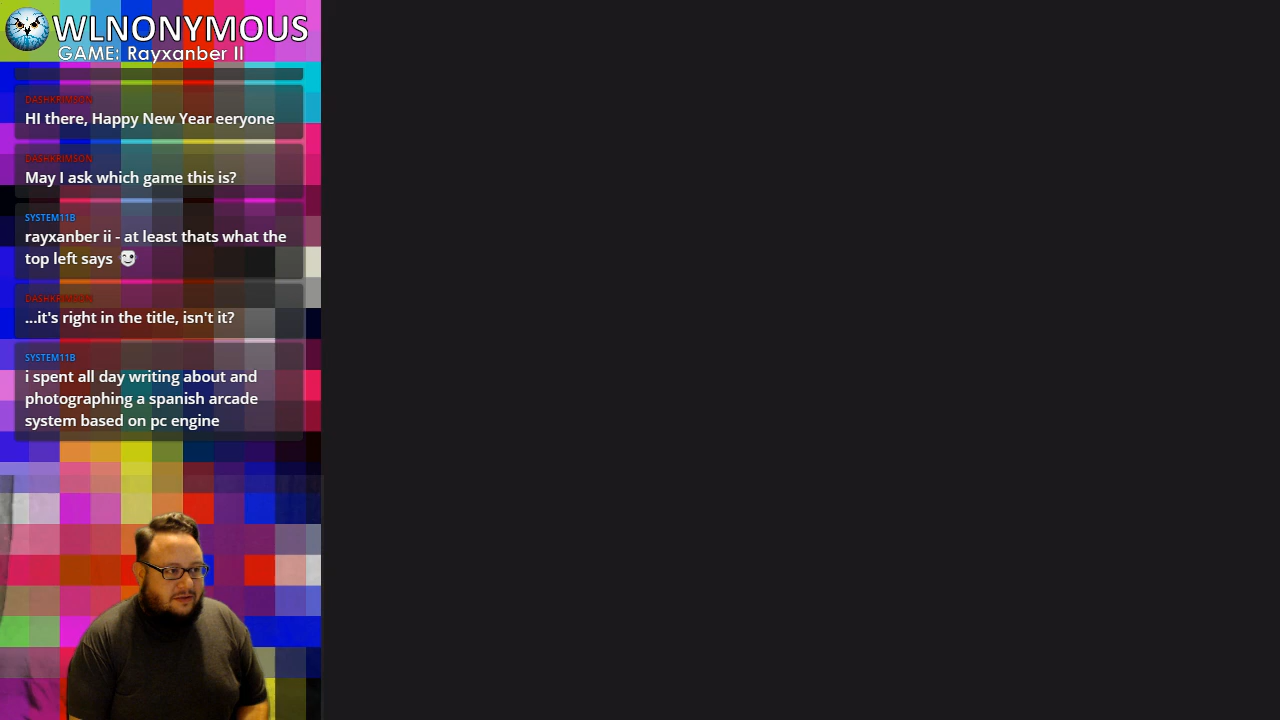 WLNONYMOUS
GAME: Rayxanber II
DASHKRIMSON
HI there, Happy New Year eeryone
DASHKRIMSON
May I ask which game this is?
SYSTEM11B
rayxanber ii - at least thats what the
top left says
DASHKRIMSON
...it's right in the title, isn't it?
SYSTEM11B
i spent all day writing about and
photographing a spanish arcade
system based on pc engine